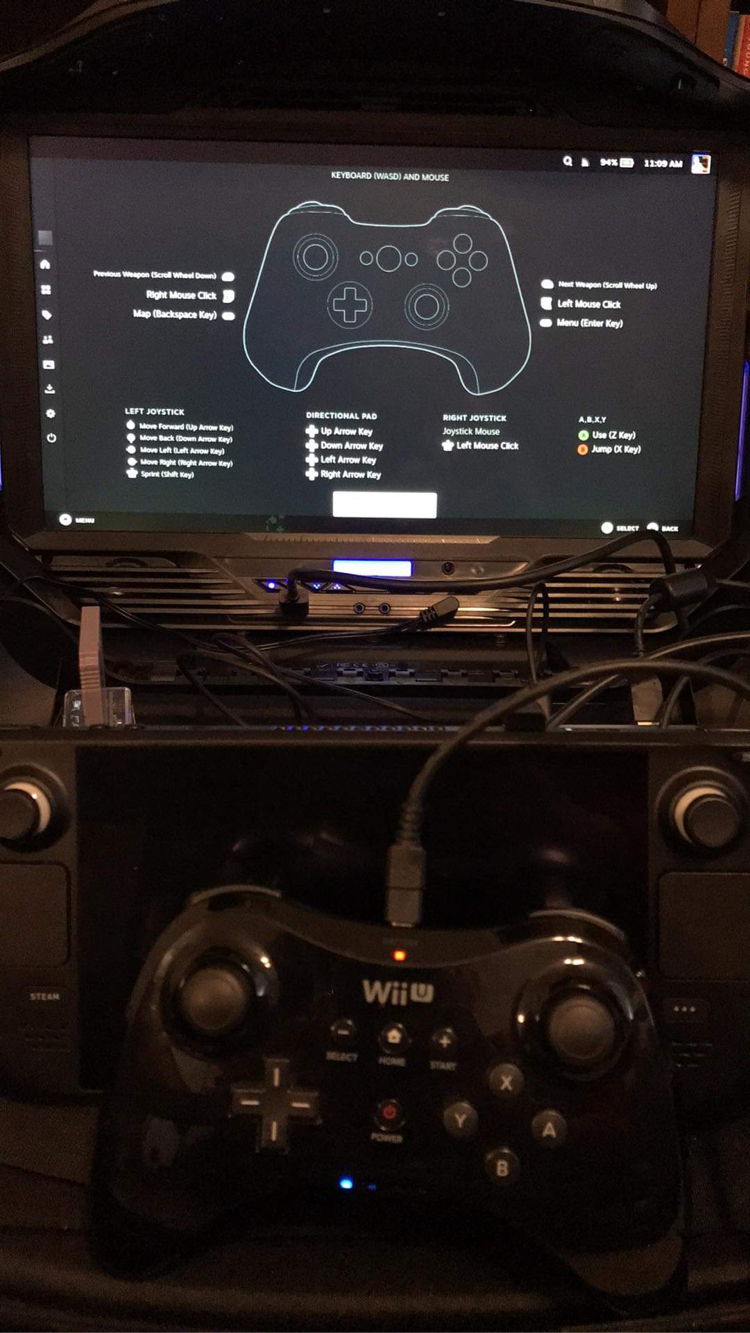 94% 11:09 AM
KEYBOARD (WASD) AND MOUSE
Previous Weapon (Scroll Wheel Down)
Right Mouse Click
Map (Backspace Key)
Next Weapon (Scroll Wheel Up)
Left Mouse Click
Menu (Enter Key)
LEFT JOYSTICK
Move Forward (Up Arrow Key)
Move Back (Down Arrow Key)
Move Left (Left Arrow Key)
Move Right (Right Arrow Key)
Sprint (Shift Key)
DIRECTIONAL PAD
Up Arrow Key
Down Arrow Key
Left Arrow Key
Right Arrow Key
RIGHT JOYSTICK
Joystick Mouse
Left Mouse Click
A,B,X,Y
A Use (Z Key)
B Jump (X Key)
MENU
SELECT BACK
STEAM
Wii U
SELECT HOME START
POWER
X
Y A
B